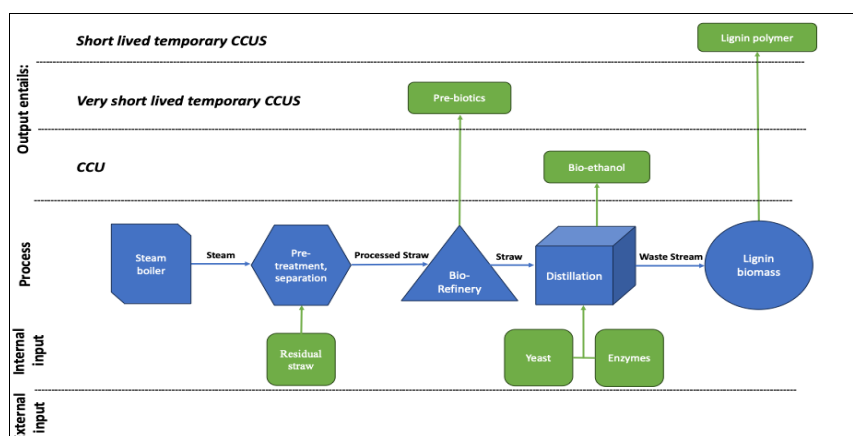 Short lived temporary CCUS
Lignin polymer
Output entails:
Very short lived temporary CCUS
Pre-biotics
CCU
Bio-ethanol
Process
Steam
boiler
Steam
Pre-
treatment,
separation
Processed Straw
Bio-
Refinery
Straw
Distillation
Waste Stream
Lignin
biomass
Internal
input
Residual
straw
Yeast
Enzymes
xternal
input